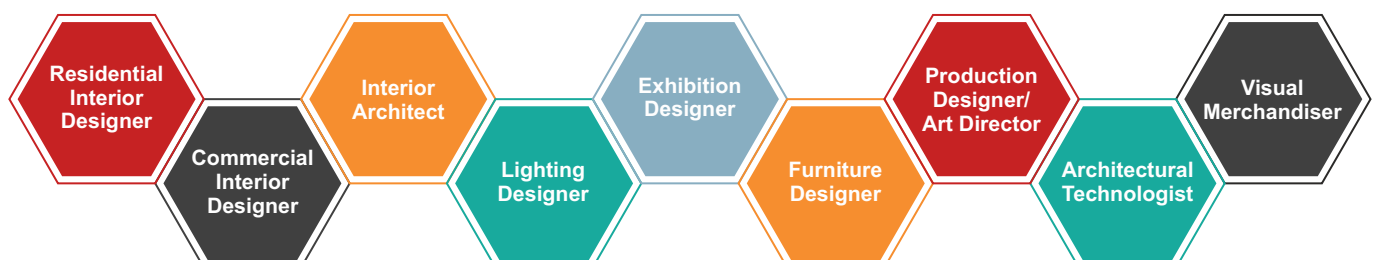 Residential
Interior
Designer
Commercial
Interior
Designer
Interior
Architect
Lighting
Designer
Exhibition
Designer
Furniture
Designer
Production
Designer/
Art Director
Architectural
Technologist
Visual
Merchandiser